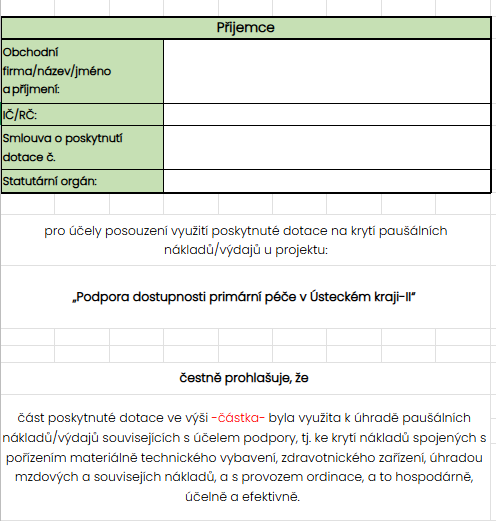 Příjemce
Obchodní
firma/název/jméno
a příjmení:
IČ/RČ:
Smlouva o poskytnutí
dotace č.
Statutární orgán:
pro účely posouzení využití poskytnuté dotace na krytí paušálních
nákladů/výdajů u projektu:
„Podpora dostupnosti primární péče v Ústeckém kraji-II“
čestně prohlašuje, že
část poskytnuté dotace ve výši -částka- byla využita k úhradě paušálních
nákladů/výdajů souvisejících s účelem podpory, tj. ke krytí nákladů spojených s
pořízením materiálně technického vybavení, zdravotnického zařízení, úhradou
mzdových a souvisejích nákladů, a s provozem ordinace, a to hospodárně,
účelně a efektivně.